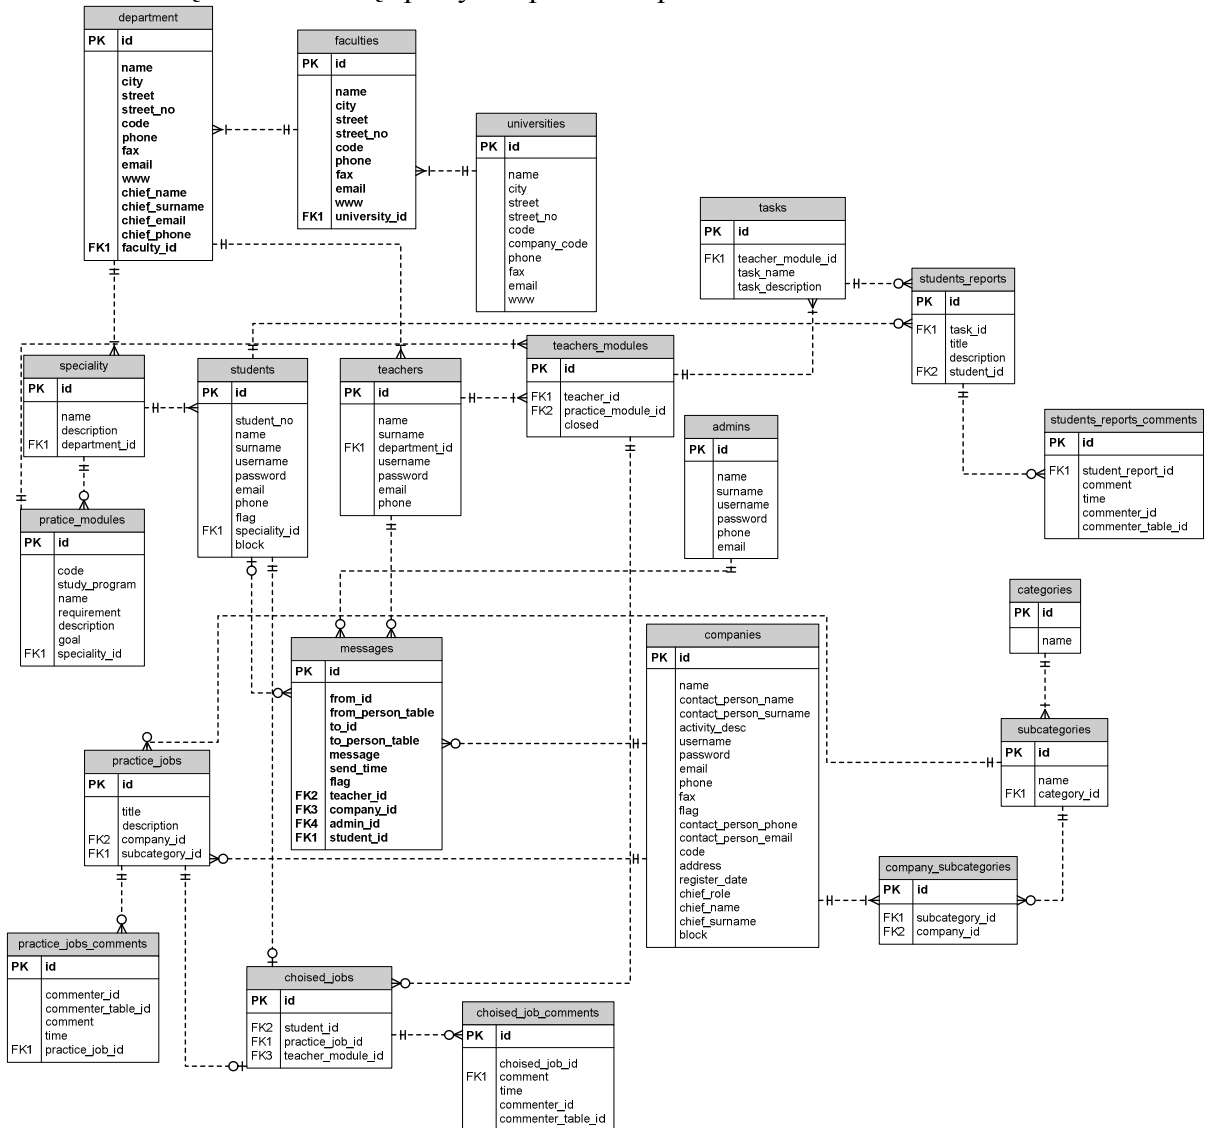 department
PK id
name
city
street
street_no
code
phone
fax
email
www
chief_name
chief_surname
chief_email
chief_phone
FK1 faculty_id
faculties
PK id
name
city
street
street_no
code
phone
fax
email
www
FK1 university_id
universities
PK id
name
city
street
street_no
code
company_code
phone
fax
email
www
tasks
PK id
FK1 teacher_module_id
task_name
task_description
students_reports
PK id
FK1 task_id
title
description
FK2 student_id
speciality
PK id
name
description
FK1 department_id
students
PK id
student_no
name
surname
username
password
email
phone
flag
FK1 speciality_id
block
teachers
PK id
name
surname
FK1 department_id
username
password
email
phone
teachers_modules
PK id
FK1 teacher_id
FK2 practice_module_id
closed
admins
PK id
name
surname
username
password
phone
email
students_reports_comments
PK id
FK1 student_report_id
comment
time
commenter_id
commenter_table_id
pratice_modules
PK id
code
study_program
name
requirement
description
goal
FK1 speciality_id
messages
PK id
from_id
from_person_table
to_id
to_person_table
message
send_time
flag
FK2 teacher_id
FK3 company_id
FK4 admin_id
FK1 student_id
companies
PK id
name
contact_person_name
contact_person_surname
activity_desc
username
password
email
phone
fax
flag
contact_person_phone
contact_person_email
code
address
register_date
chief_role
chief_name
chief_surname
block
categories
PK id
name
subcategories
PK id
name
FK1 category_id
practice_jobs
PK id
title
description
FK2 company_id
FK1 subcategory_id
company_subcategories
PK id
FK1 subcategory_id
FK2 company_id
practice_jobs_comments
PK id
commenter_id
commenter_table_id
comment
time
FK1 practice_job_id
choised_jobs
PK id
FK2 student_id
FK1 practice_job_id
FK3 teacher_module_id
choised_job_comments
PK id
choised_job_id
FK1 comment
time
commenter_id
commenter_table_id